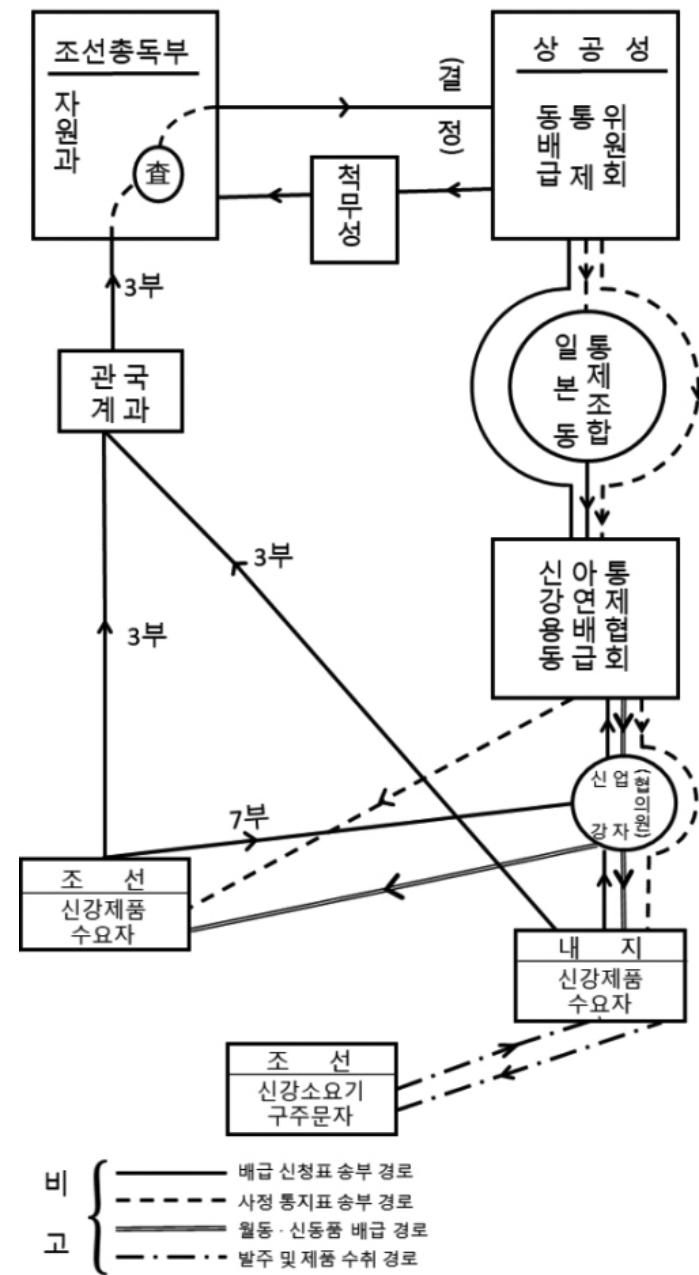 조선총독부
자원과
査
(결정)
상 공 성
동배급
통제
위원회
척무성
3부
관 국
계 과
일본동
통제조합
3부
3부
신강용동
아연배급
통제협회
신 업
강 자
(협의원)
7부
조 선
신강제품
수요자
내 지
신강제품
수요자
조 선
신강소요기
구주문자
비고
배급 신청표 송부 경로
사정 통지표 송부 경로
월동 · 신동품 배급 경로
발주 및 제품 수취 경로